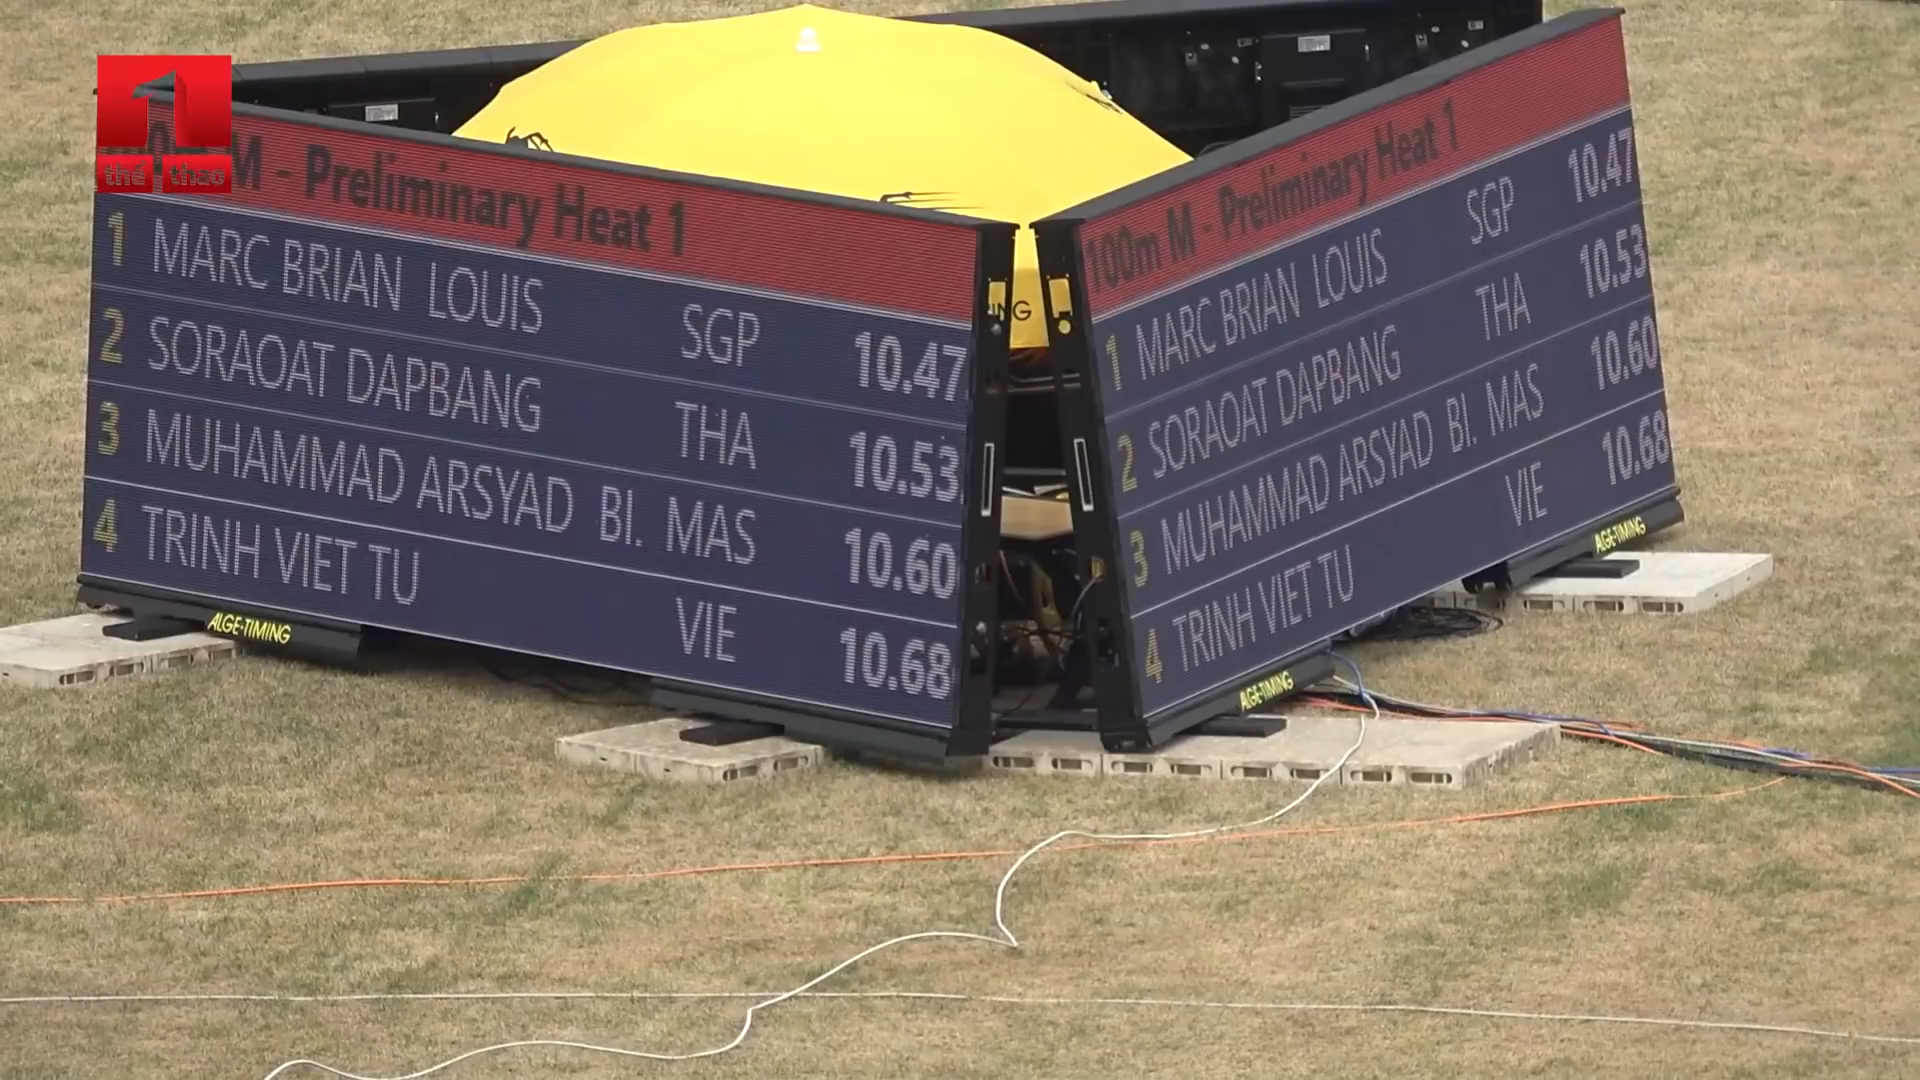 1
thể thao
M - Preliminary Heat 1
1 MARC BRIAN LOUIS SGP 10.47
2 SORAOAT DAPBANG THA 10.53
3 MUHAMMAD ARSYAD BI. MAS 10.60
4 TRINH VIET TU VIE 10.68
ALGE-TIMING
ING
100m M - Preliminary Heat 1
1 MARC BRIAN LOUIS SGP 10.47
2 SORAOAT DAPBANG THA 10.53
3 MUHAMMAD ARSYAD BI. MAS 10.60
4 TRINH VIET TU VIE 10.68
ALGE-TIMING
ALGE-TIMING